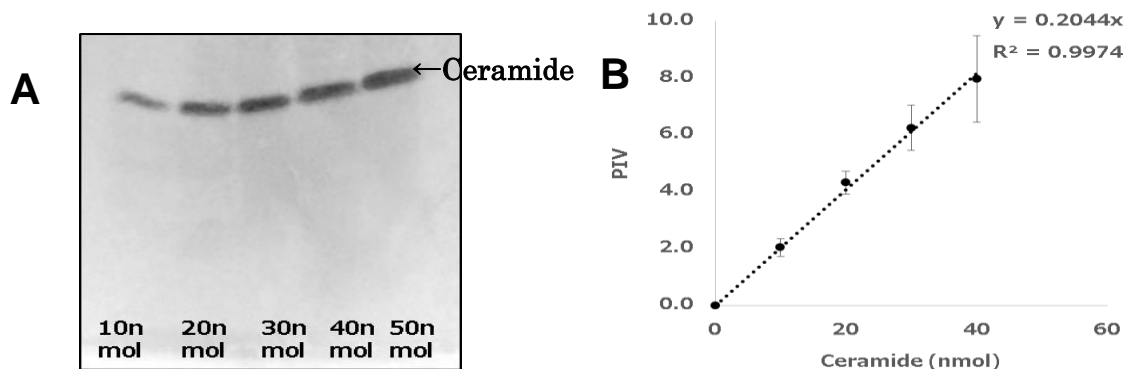 A
←Ceramide
10n
mol
20n
mol
30n
mol
40n
mol
50n
mol
B
y = 0.2044x
R² = 0.9974
10.0
8.0
6.0
4.0
2.0
0.0
PIV
0
20
40
60
Ceramide (nmol)